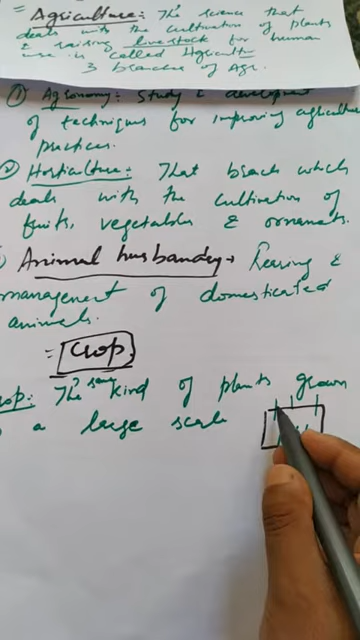 = Agriculture:- The science that
deals with the cultivation of plants
& raising livestock for human
use is called
3 branches of Agr.
① Agronomy: Study & development
of techniques for improving agriculture
practices.
② Horticulture:- That branch which
deals with the cultivation of
fruits, vegetables & ornaments.
Animal husbandry → Rearing &
management of domesticated
animals.
= Crop.
rop: The same kind of plants grown
a large scale